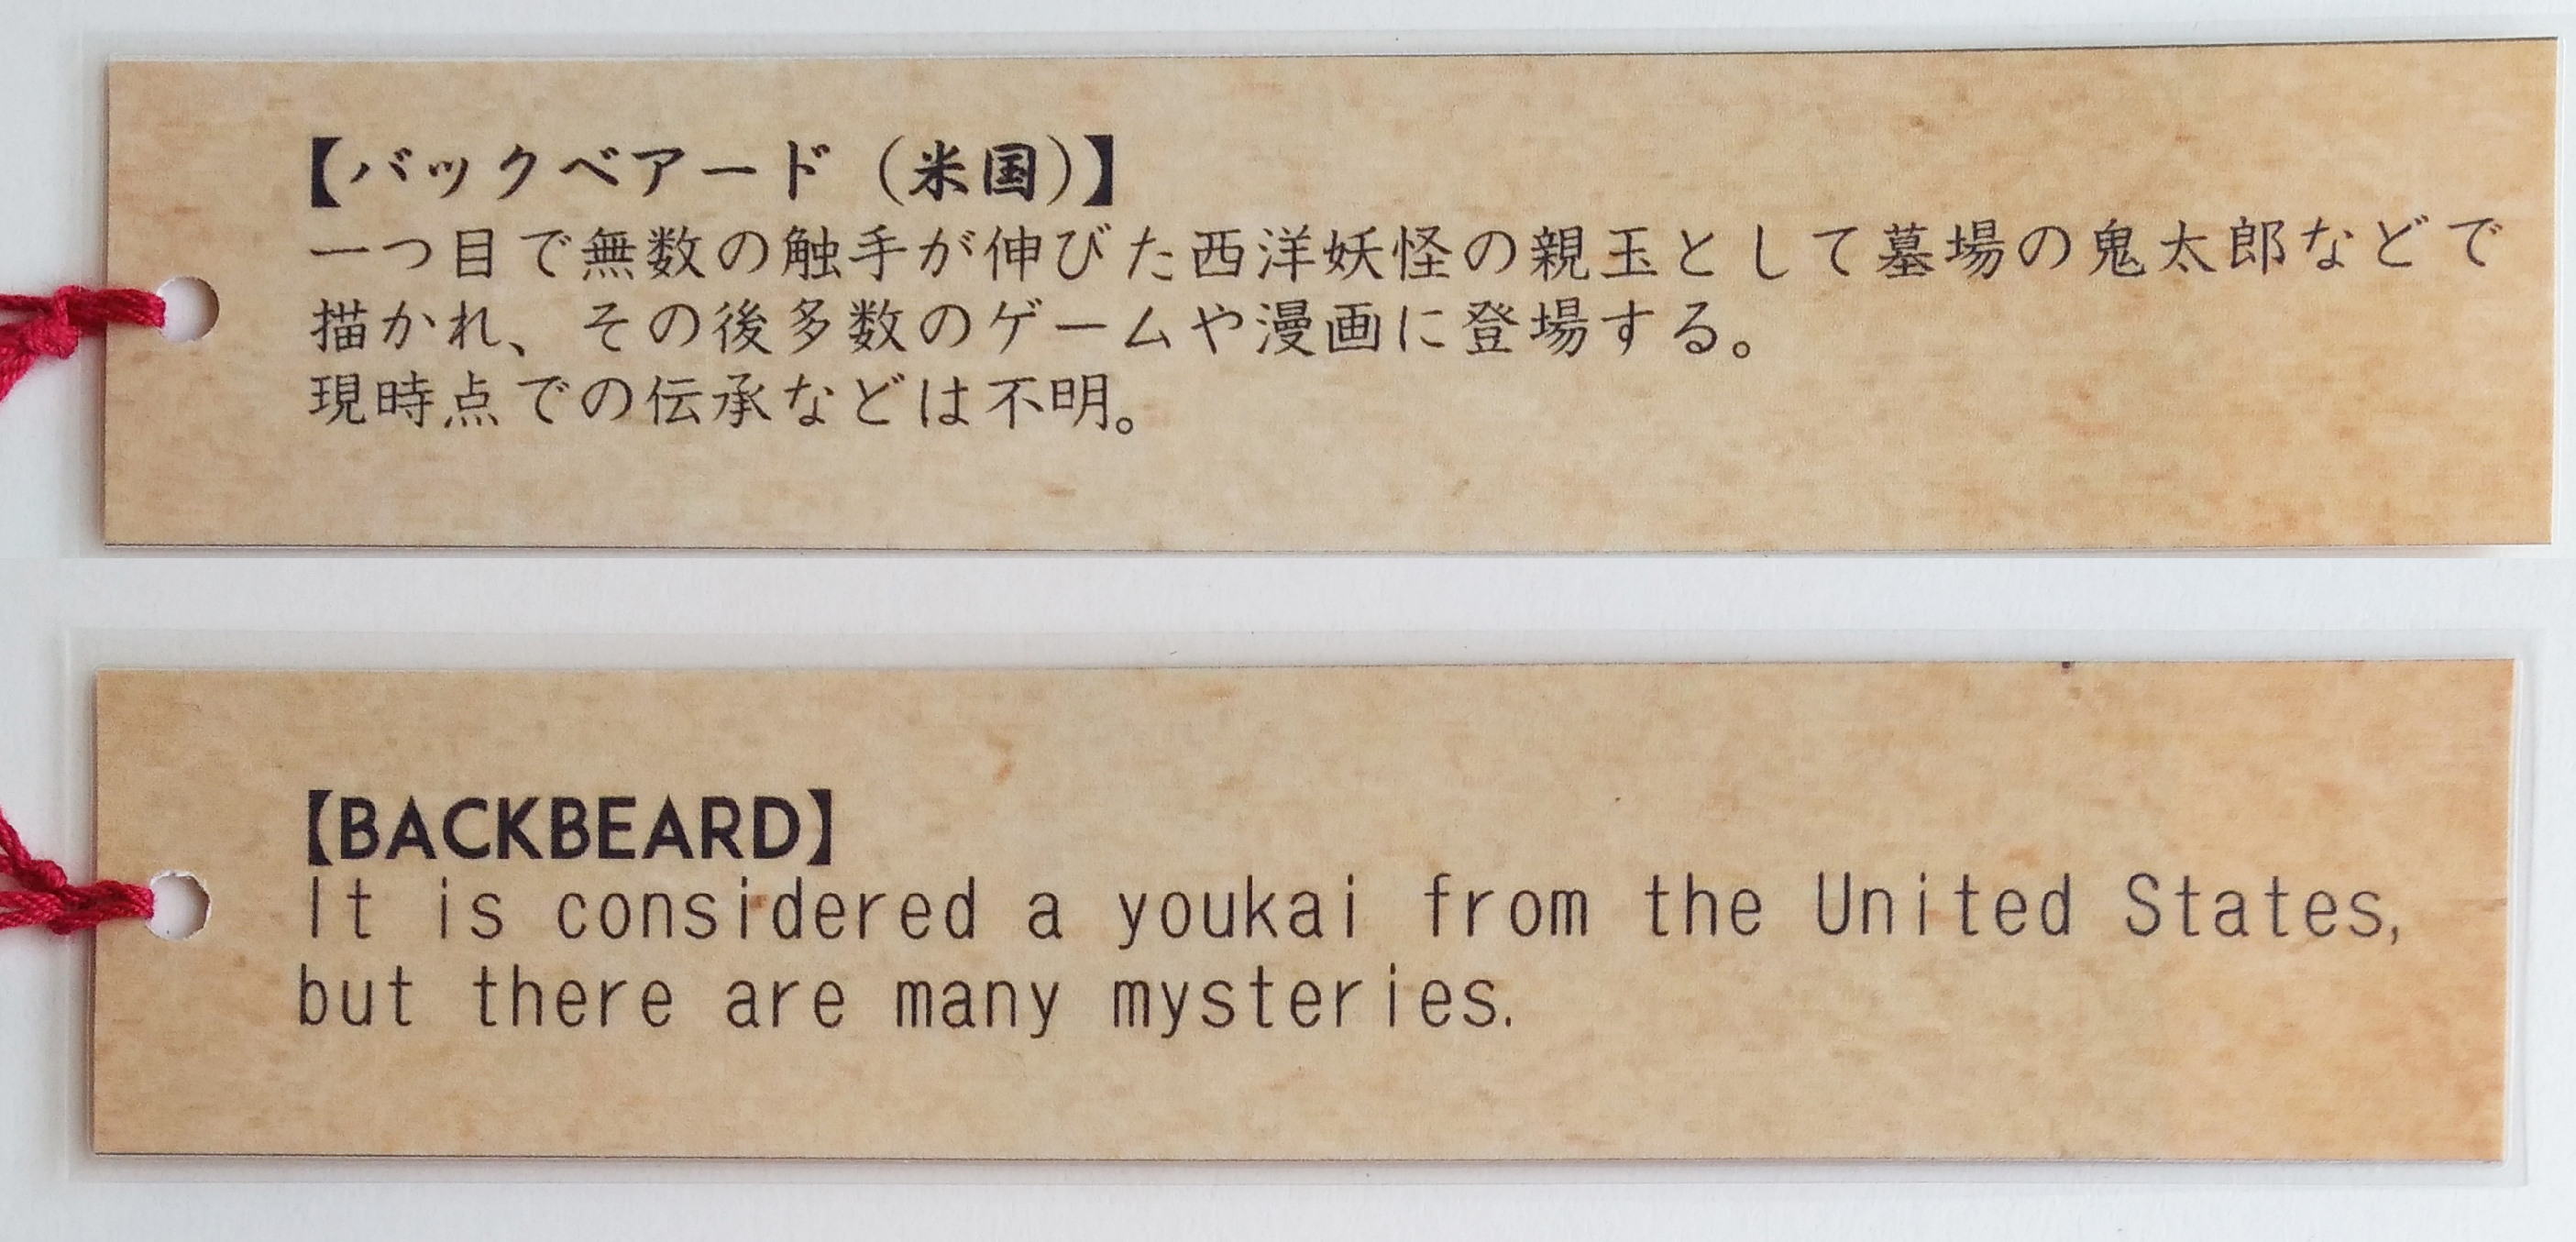 【バックベアード（米国）】
一つ目で無数の触手が伸びた西洋妖怪の親玉として墓場の鬼太郎などで
描かれ、その後多数のゲームや漫画に登場する。
現時点での伝承などは不明。
【BACKBEARD】
It is considered a youkai from the United States,
but there are many mysteries.